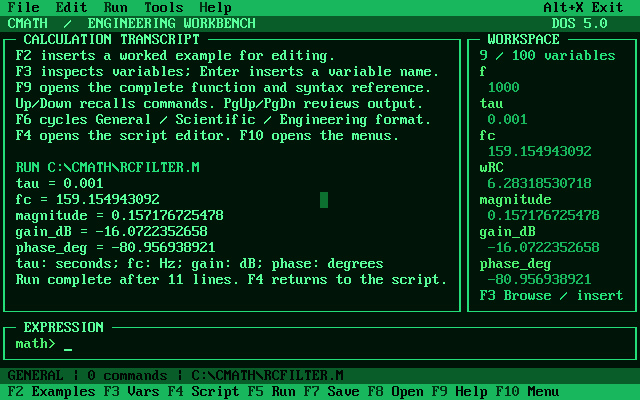 File Edit Run Tools Help Alt+X Exit
CMATH / ENGINEERING WORKBENCH DOS 5.0
CALCULATION TRANSCRIPT
F2 inserts a worked example for editing.
F3 inspects variables; Enter inserts a variable name.
F9 opens the complete function and syntax reference.
Up/Down recalls commands. PgUp/PgDn reviews output.
F6 cycles General / Scientific / Engineering format.
F4 opens the script editor. F10 opens the menus.
RUN C:\CMATH\RCFILTER.M
tau = 0.001
fc = 159.154943092
magnitude = 0.157176725478
gain_dB = -16.0722352658
phase_deg = -80.956938921
tau: seconds; fc: Hz; gain: dB; phase: degrees
Run complete after 11 lines. F4 returns to the script.
WORKSPACE
9 / 100 variables
f
1000
tau
0.001
fc
159.154943092
wRC
6.28318530718
magnitude
0.157176725478
gain_dB
-16.0722352658
phase_deg
-80.956938921
F3 Browse / insert
EXPRESSION
math> _
GENERAL | 0 commands | C:\CMATH\RCFILTER.M
F2 Examples F3 Vars F4 Script F5 Run F7 Save F8 Open F9 Help F10 Menu